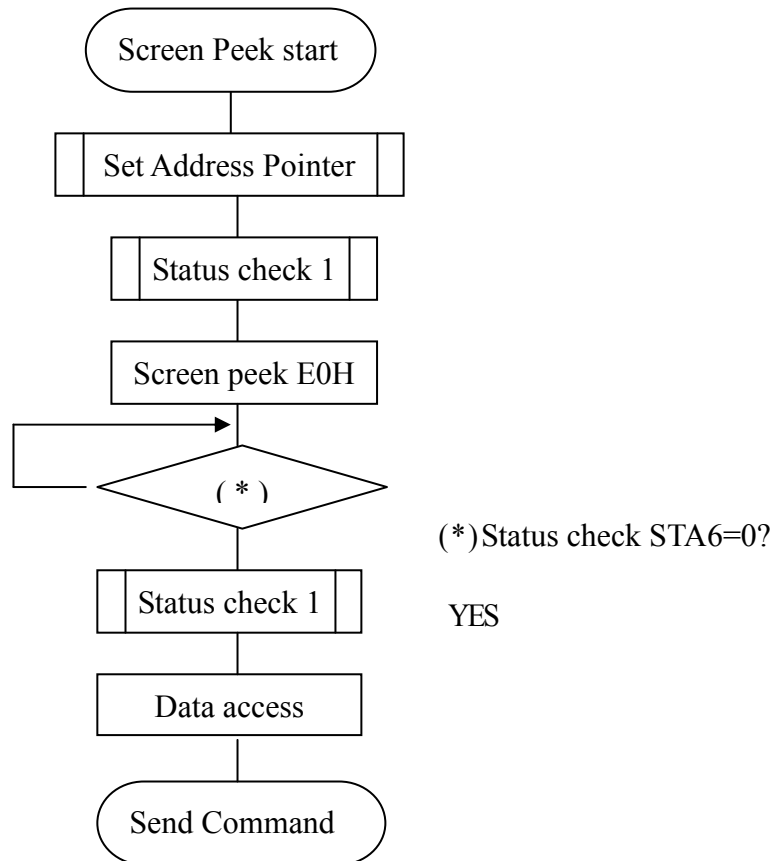 Screen Peek start
Set Address Pointer
Status check 1
Screen peek E0H
( * )
(*)Status check STA6=0?
Status check 1
YES
Data access
Send Command